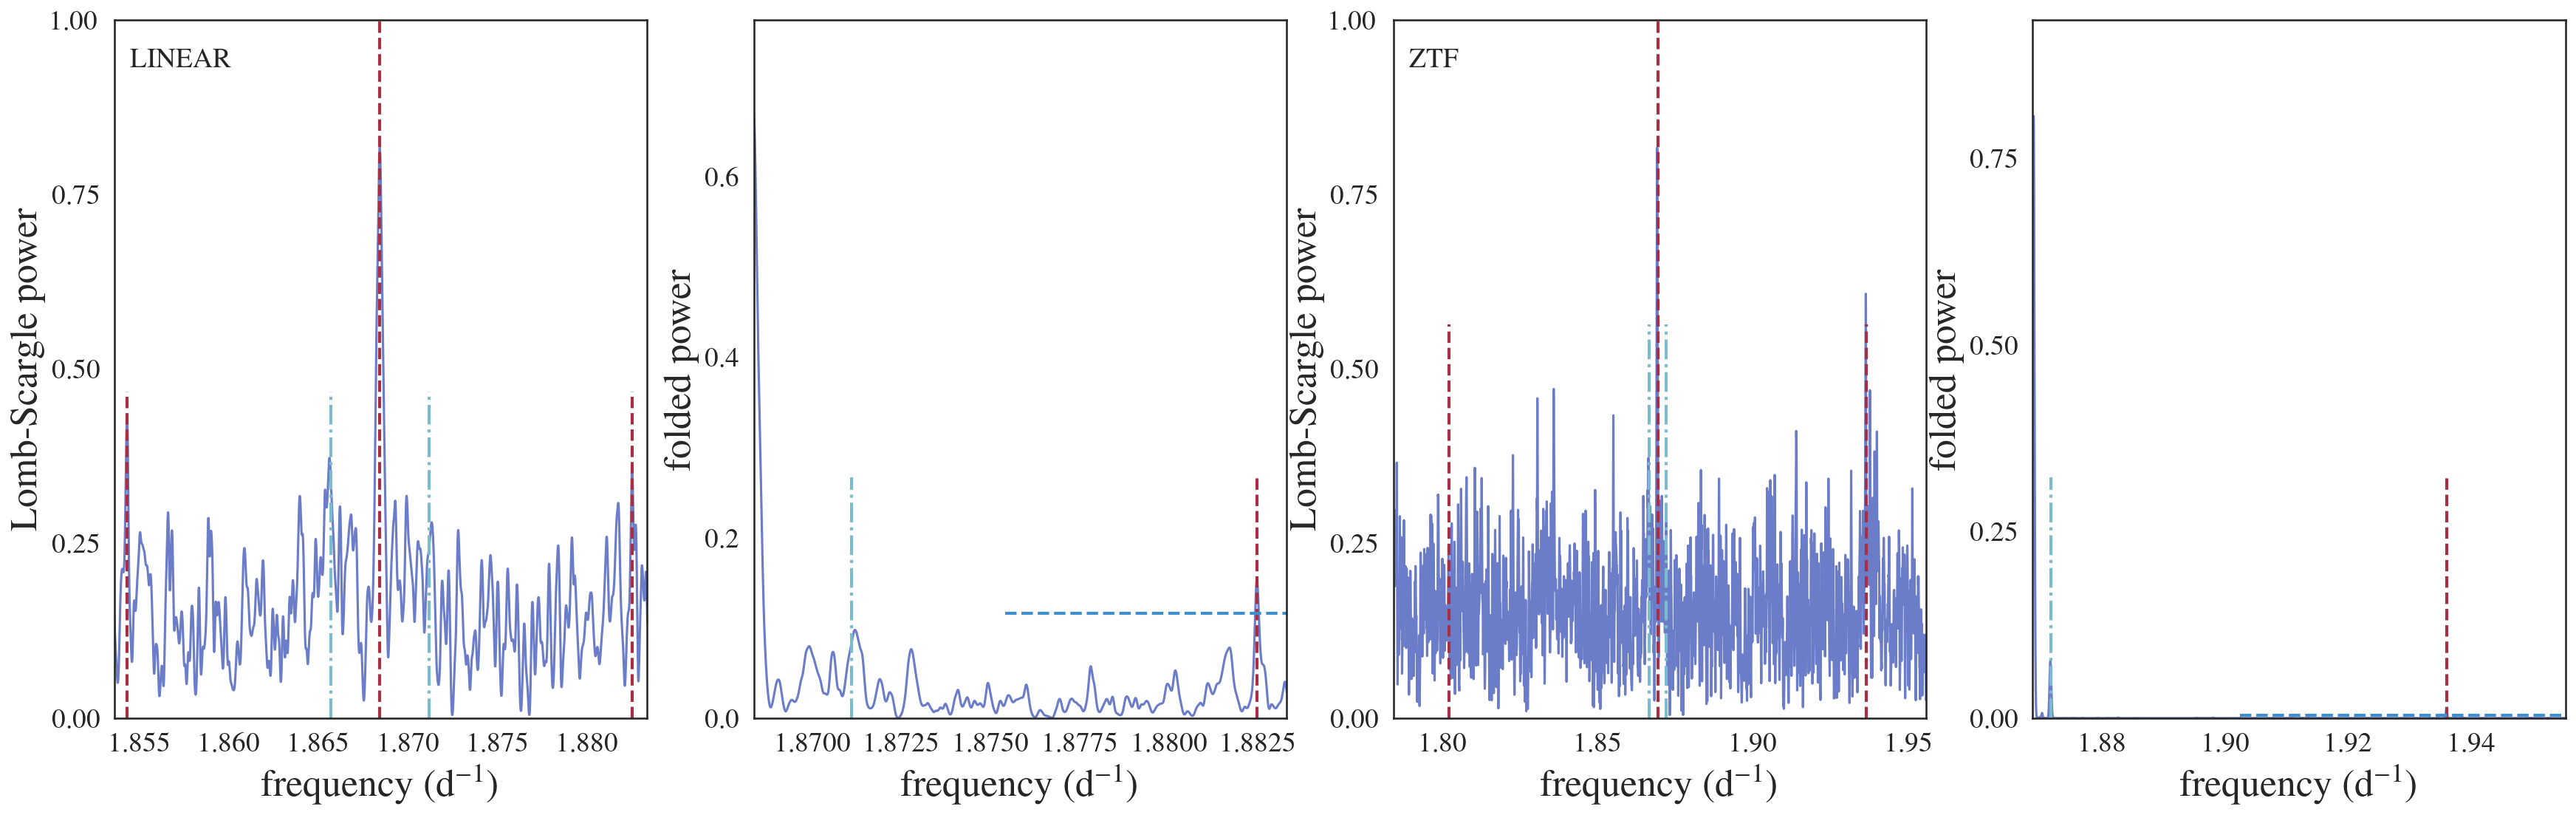 LINEAR
Lomb-Scargle power
1.00
0.75
0.50
0.25
0.00
1.855 1.860 1.865 1.870 1.875 1.880
frequency (d⁻¹)
folded power
0.6
0.4
0.2
0.0
1.8700 1.8725 1.8750 1.8775 1.8800 1.8825
frequency (d⁻¹)
ZTF
Lomb-Scargle power
1.00
0.75
0.50
0.25
0.00
1.80 1.85 1.90 1.95
frequency (d⁻¹)
folded power
0.75
0.50
0.25
0.00
1.88 1.90 1.92 1.94
frequency (d⁻¹)